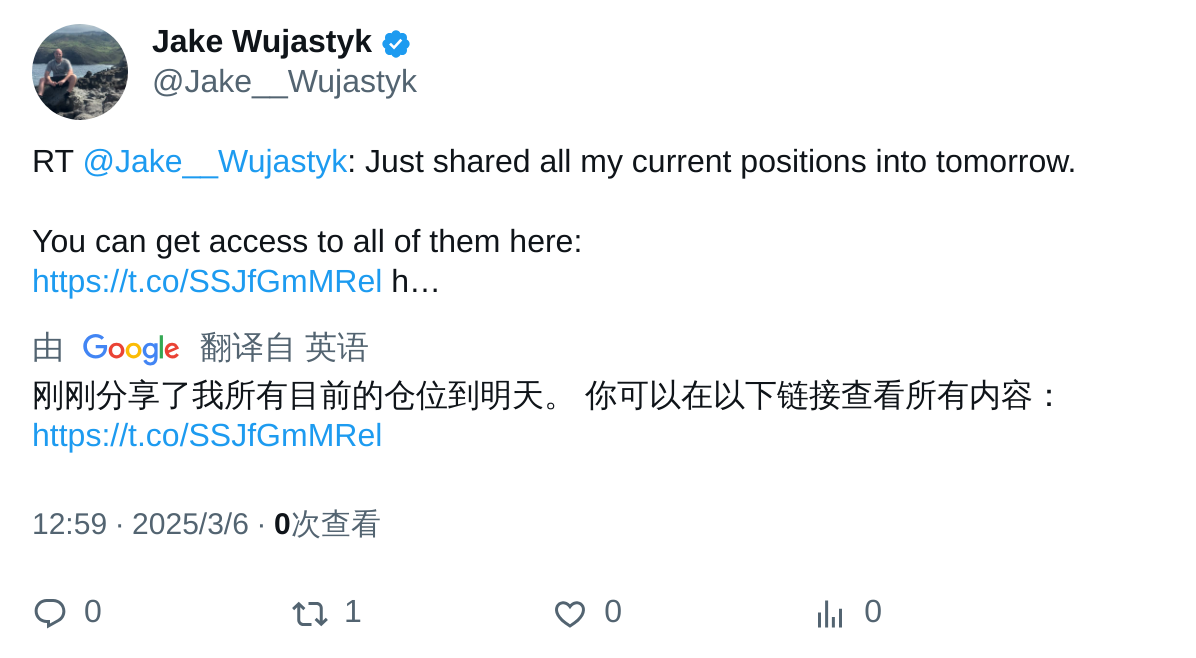 Jake Wujastyk
@Jake__Wujastyk
RT @Jake__Wujastyk: Just shared all my current positions into tomorrow.
You can get access to all of them here:
https://t.co/SSJfGmMRel h…
由 Google 翻译自 英语
刚刚分享了我所有目前的仓位到明天。 你可以在以下链接查看所有内容：
https://t.co/SSJfGmMRel
12:59 · 2025/3/6 · 0次查看
0 1 0 0